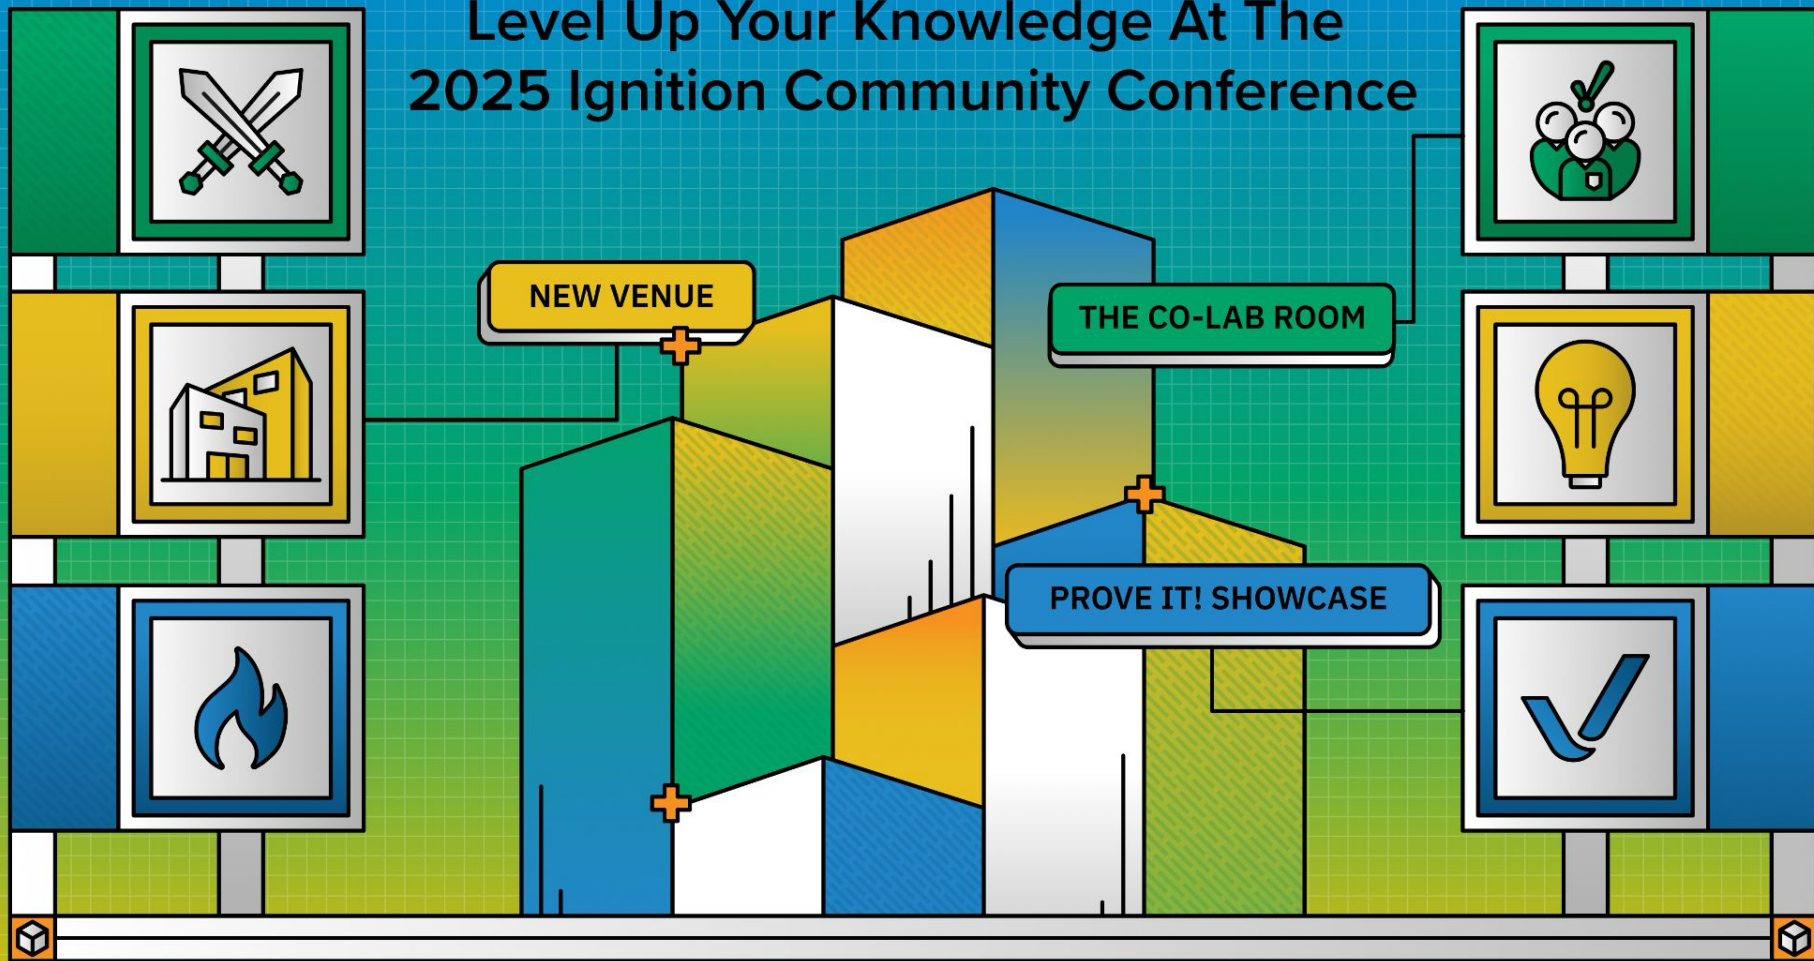 Level Up Your Knowledge At The
2025 Ignition Community Conference
NEW VENUE
THE CO-LAB ROOM
PROVE IT! SHOWCASE